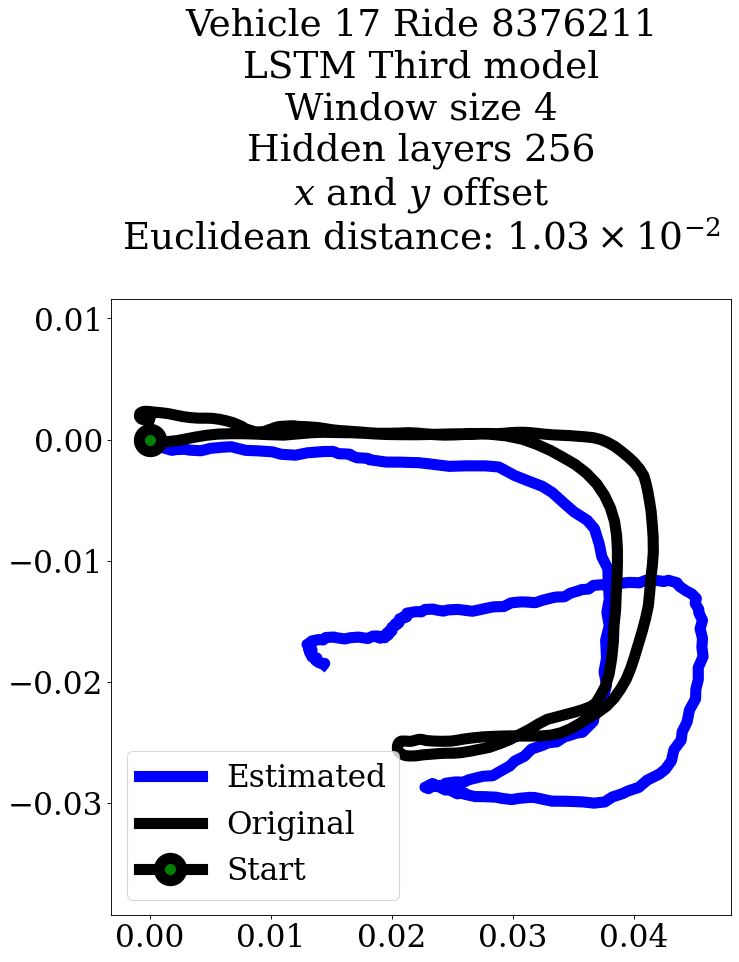 Vehicle 17 Ride 8376211
LSTM Third model
Window size 4
Hidden layers 256
x and y offset
Euclidean distance: 1.03 × 10⁻²
0.01
0.00
−0.01
−0.02
−0.03
Estimated
Original
Start
0.00 0.01 0.02 0.03 0.04